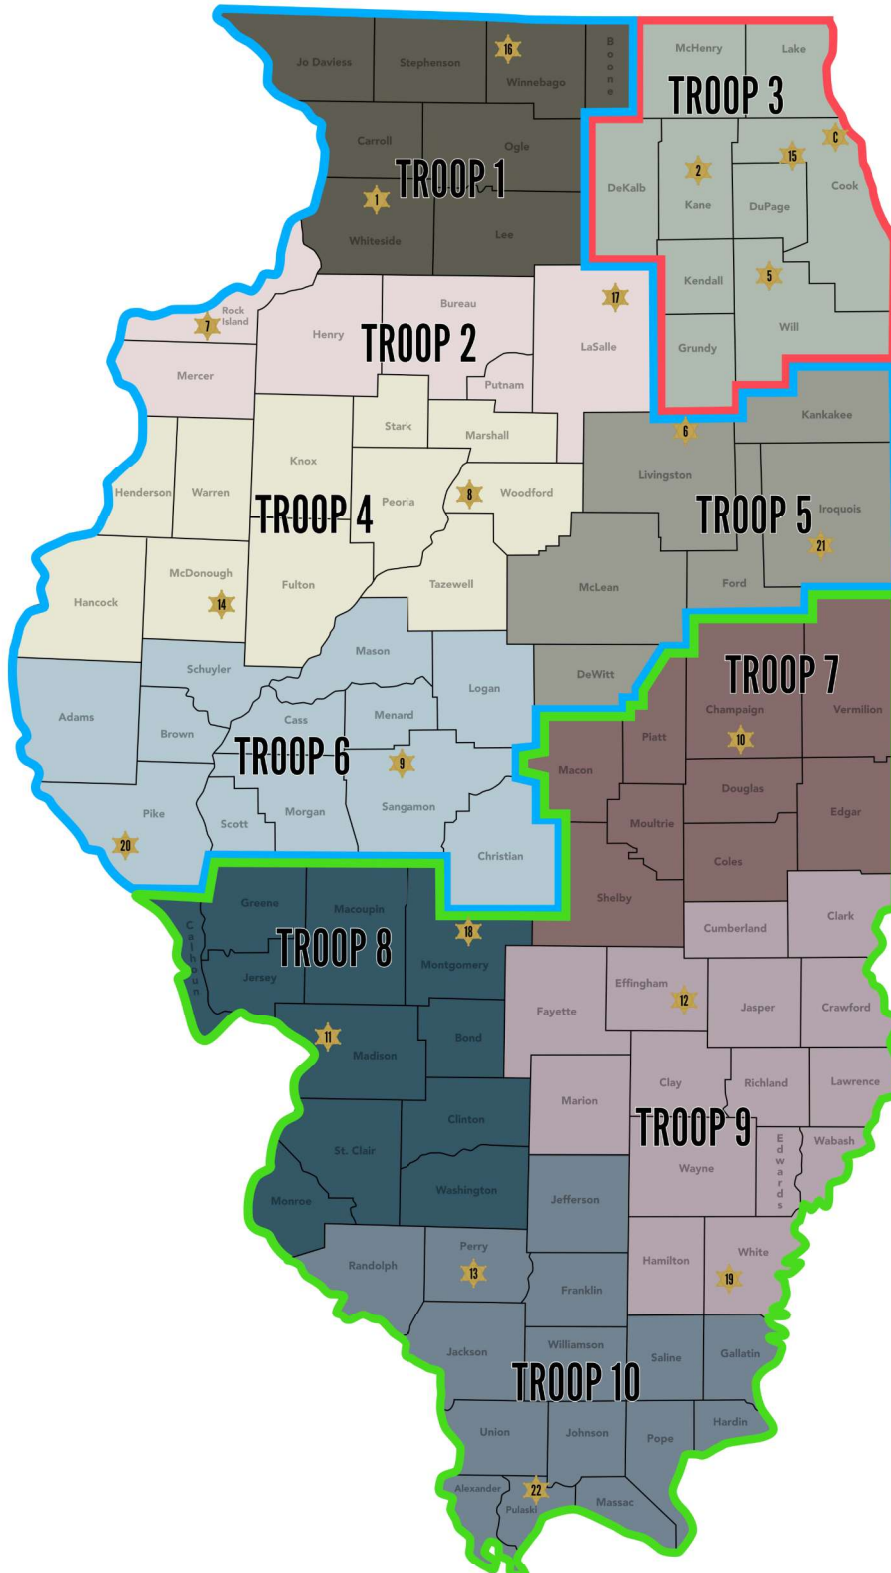 16
Jo Daviess
Stephenson
Winnebago
Boone
McHenry
Lake
TROOP 3
C
15
2
DeKalb
Kane
DuPage
Cook
Carroll
Ogle
TROOP 1
1
Whiteside
Lee
Kendall
5
Will
Grundy
17
Bureau
Rock
Island
7
Henry
TROOP 2
LaSalle
Mercer
Putnam
Kankakee
6
Stark
Marshall
Knox
Livingston
Henderson
Warren
8
Woodford
Peoria
TROOP 4
TROOP 5
Iroquois
21
McDonough
14
Hancock
Fulton
Tazewell
McLean
Ford
Mason
Schuyler
DeWitt
Logan
TROOP 7
Adams
Cass
Menard
Brown
Champaign
Vermilion
10
Piatt
TROOP 6
9
Macon
Douglas
Pike
Scott
Morgan
Sangamon
Moultrie
Edgar
20
Christian
Coles
Shelby
Greene
Macoupin
Clark
Calhoun
18
Cumberland
TROOP 8
Montgomery
Jersey
Effingham
12
Fayette
Jasper
Crawford
11
Madison
Bond
Clay
Richland
Lawrence
Marion
Clinton
TROOP 9
St. Clair
Wayne
Edwards
Wabash
Washington
Monroe
Jefferson
Perry
13
Randolph
Hamilton
White
19
Franklin
Jackson
Williamson
Saline
Gallatin
TROOP 10
Union
Johnson
Pope
Hardin
Alexander
22
Pulaski
Massac